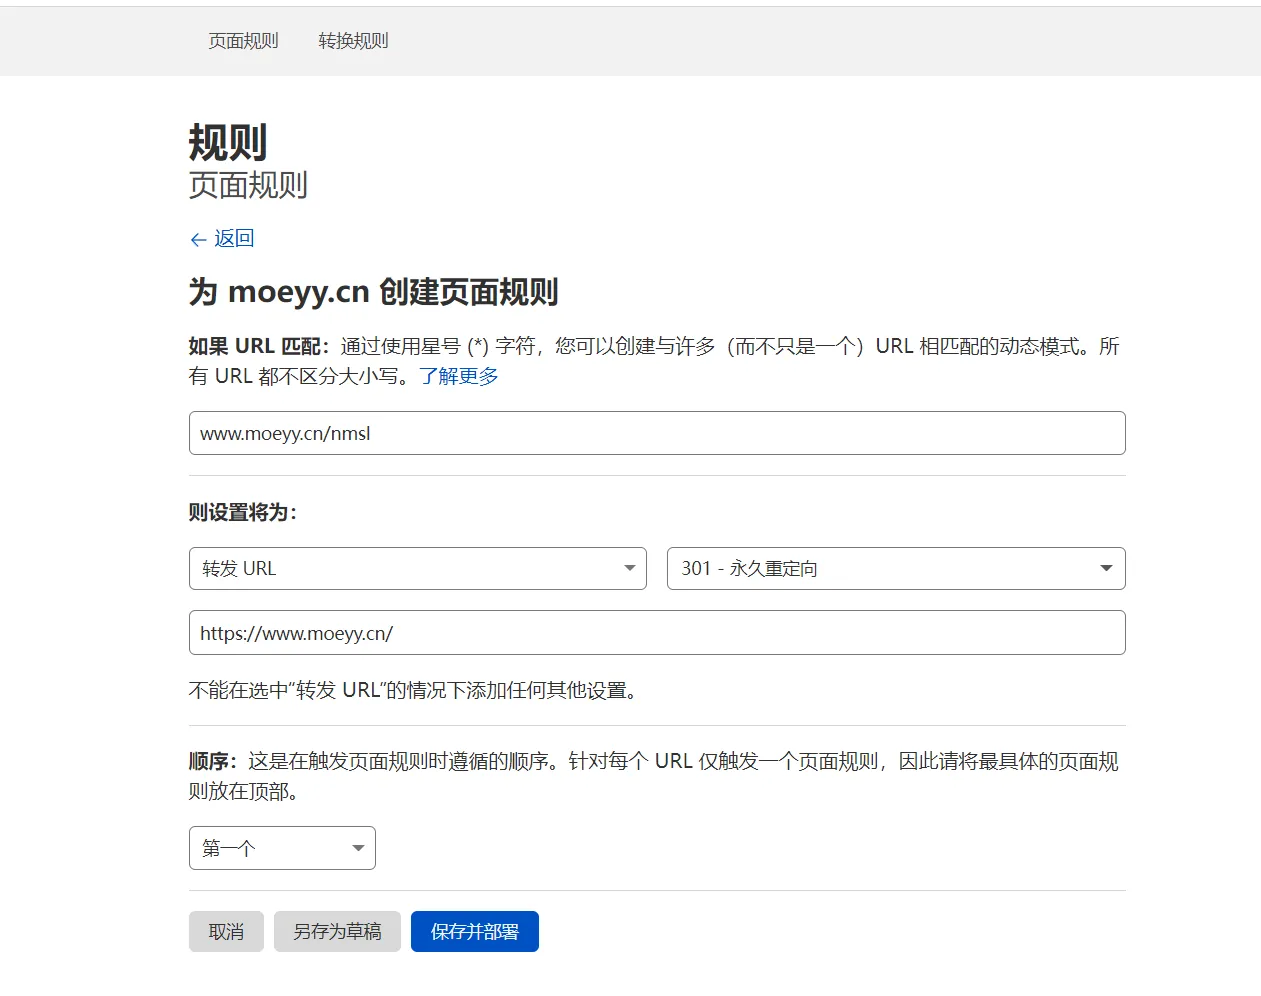 页面规则 转换规则
规则
页面规则
← 返回
为 moeyy.cn 创建页面规则
如果 URL 匹配：通过使用星号 (*) 字符，您可以创建与许多（而不只是一个）URL 相匹配的动态模式。所
有 URL 都不区分大小写。了解更多
www.moeyy.cn/nmsl
则设置将为：
转发 URL 301 - 永久重定向
https://www.moeyy.cn/
不能在选中“转发 URL”的情况下添加任何其他设置。
顺序：这是在触发页面规则时遵循的顺序。针对每个 URL 仅触发一个页面规则，因此请将最具体的页面规
则放在顶部。
第一个
取消 另存为草稿 保存并部署